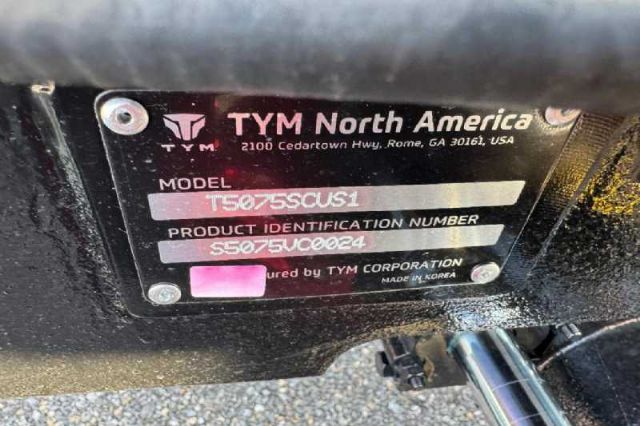 TYM
TYM North America
2100 Cedartown Hwy, Rome, GA 30161, USA
MODEL
T5075SCUS1
PRODUCT IDENTIFICATION NUMBER
S5075VC0024
ured by TYM CORPORATION
MADE IN KOREA